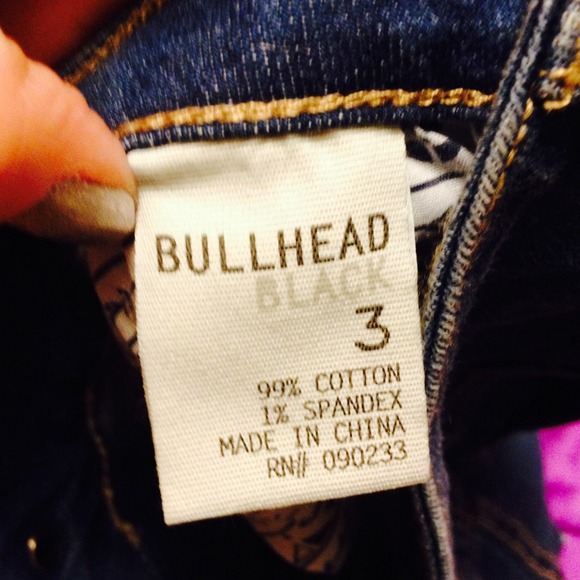 BULLHEAD
BLACK
3
99% COTTON
1% SPANDEX
MADE IN CHINA
RN# 090233